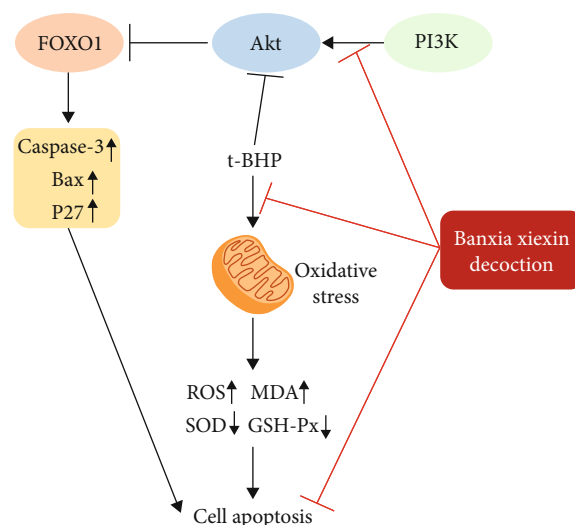 FOXO1
Akt
PI3K
Caspase-3↑
Bax↑
P27↑
t-BHP
Banxia xiexin
decoction
Oxidative
stress
ROS↑ MDA↑
SOD↓ GSH-Px↓
Cell apoptosis